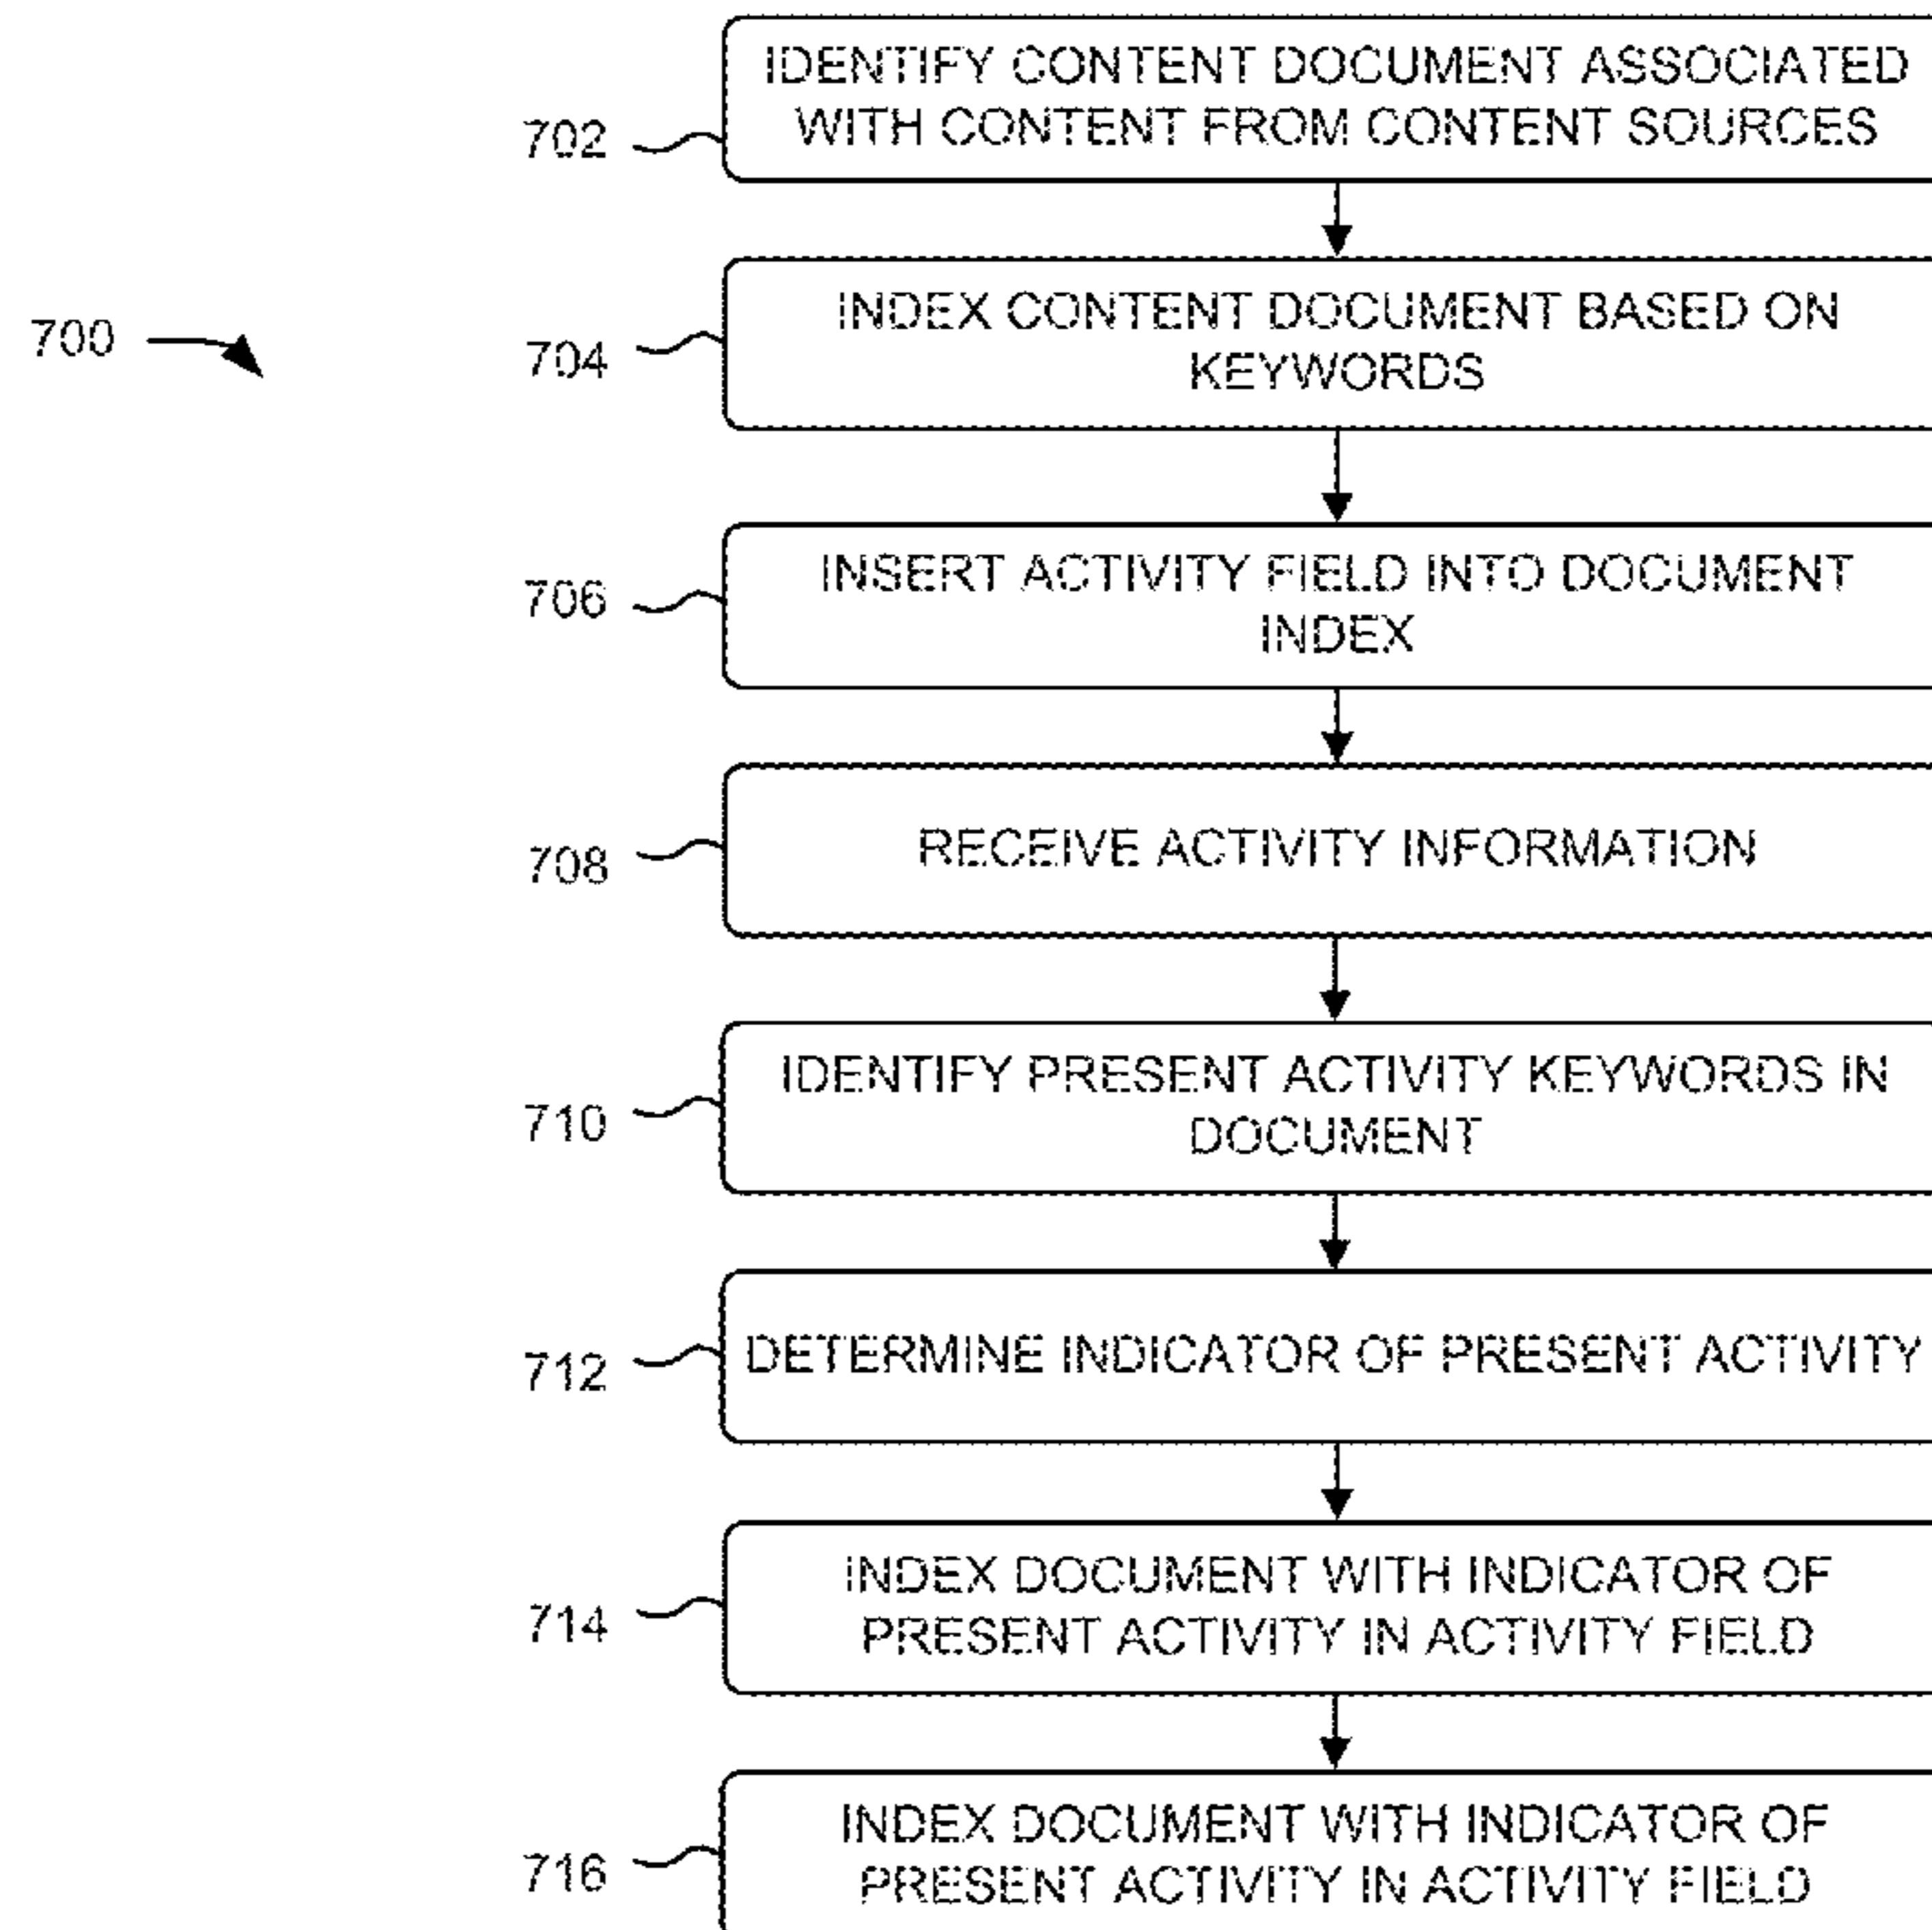 IDENTIFY CONTENT DOCUMENT ASSOCIATED
WITH CONTENT FROM CONTENT SOURCES
702
INDEX CONTENT DOCUMENT BASED ON
KEYWORDS
700
704
INSERT ACTIVITY FIELD INTO DOCUMENT
INDEX
706
RECEIVE ACTIVITY INFORMATION
708
IDENTIFY PRESENT ACTIVITY KEYWORDS IN
DOCUMENT
710
DETERMINE INDICATOR OF PRESENT ACTIVITY
712
INDEX DOCUMENT WITH INDICATOR OF
PRESENT ACTIVITY IN ACTIVITY FIELD
714
INDEX DOCUMENT WITH INDICATOR OF
PRESENT ACTIVITY IN ACTIVITY FIELD
716